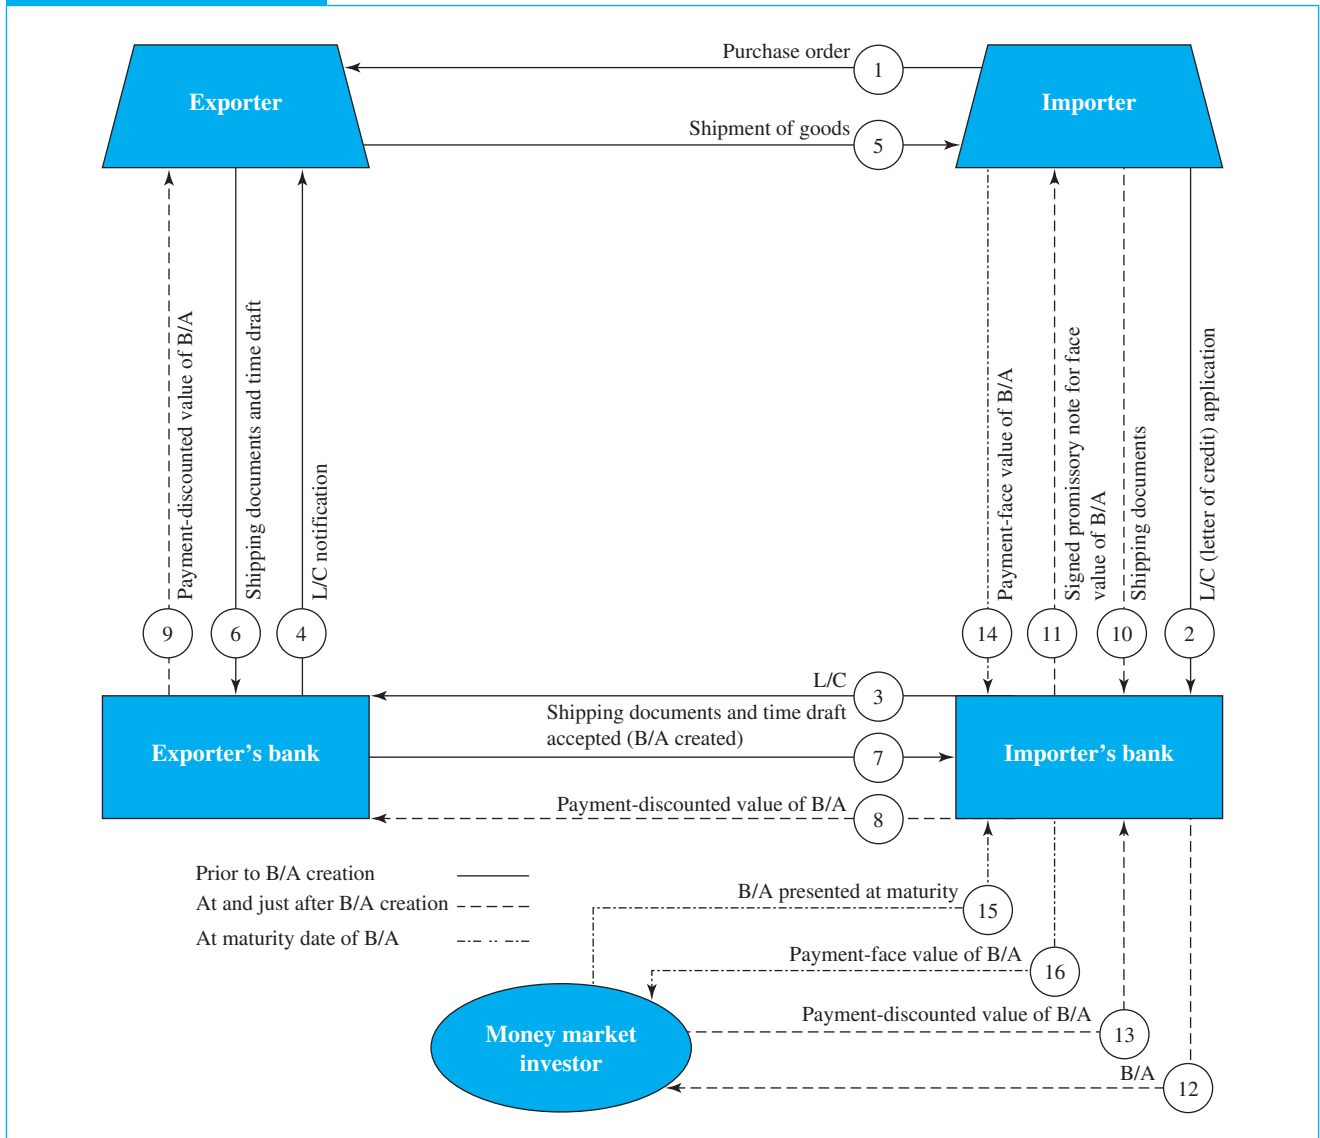 Purchase order
1
Exporter
Importer
Shipment of goods
5
Payment-discounted value of B/A
Shipping documents and time draft
L/C notification
Payment-face value of B/A
Signed promissory note for face
value of B/A
Shipping documents
L/C (letter of credit) application
9
6
4
14
11
10
2
L/C
3
Shipping documents and time draft
accepted (B/A created)
7
Exporter's bank
Importer's bank
Payment-discounted value of B/A
8
Prior to B/A creation
At and just after B/A creation
At maturity date of B/A
B/A presented at maturity
15
Payment-face value of B/A
16
Payment-discounted value of B/A
13
Money market
investor
B/A
12